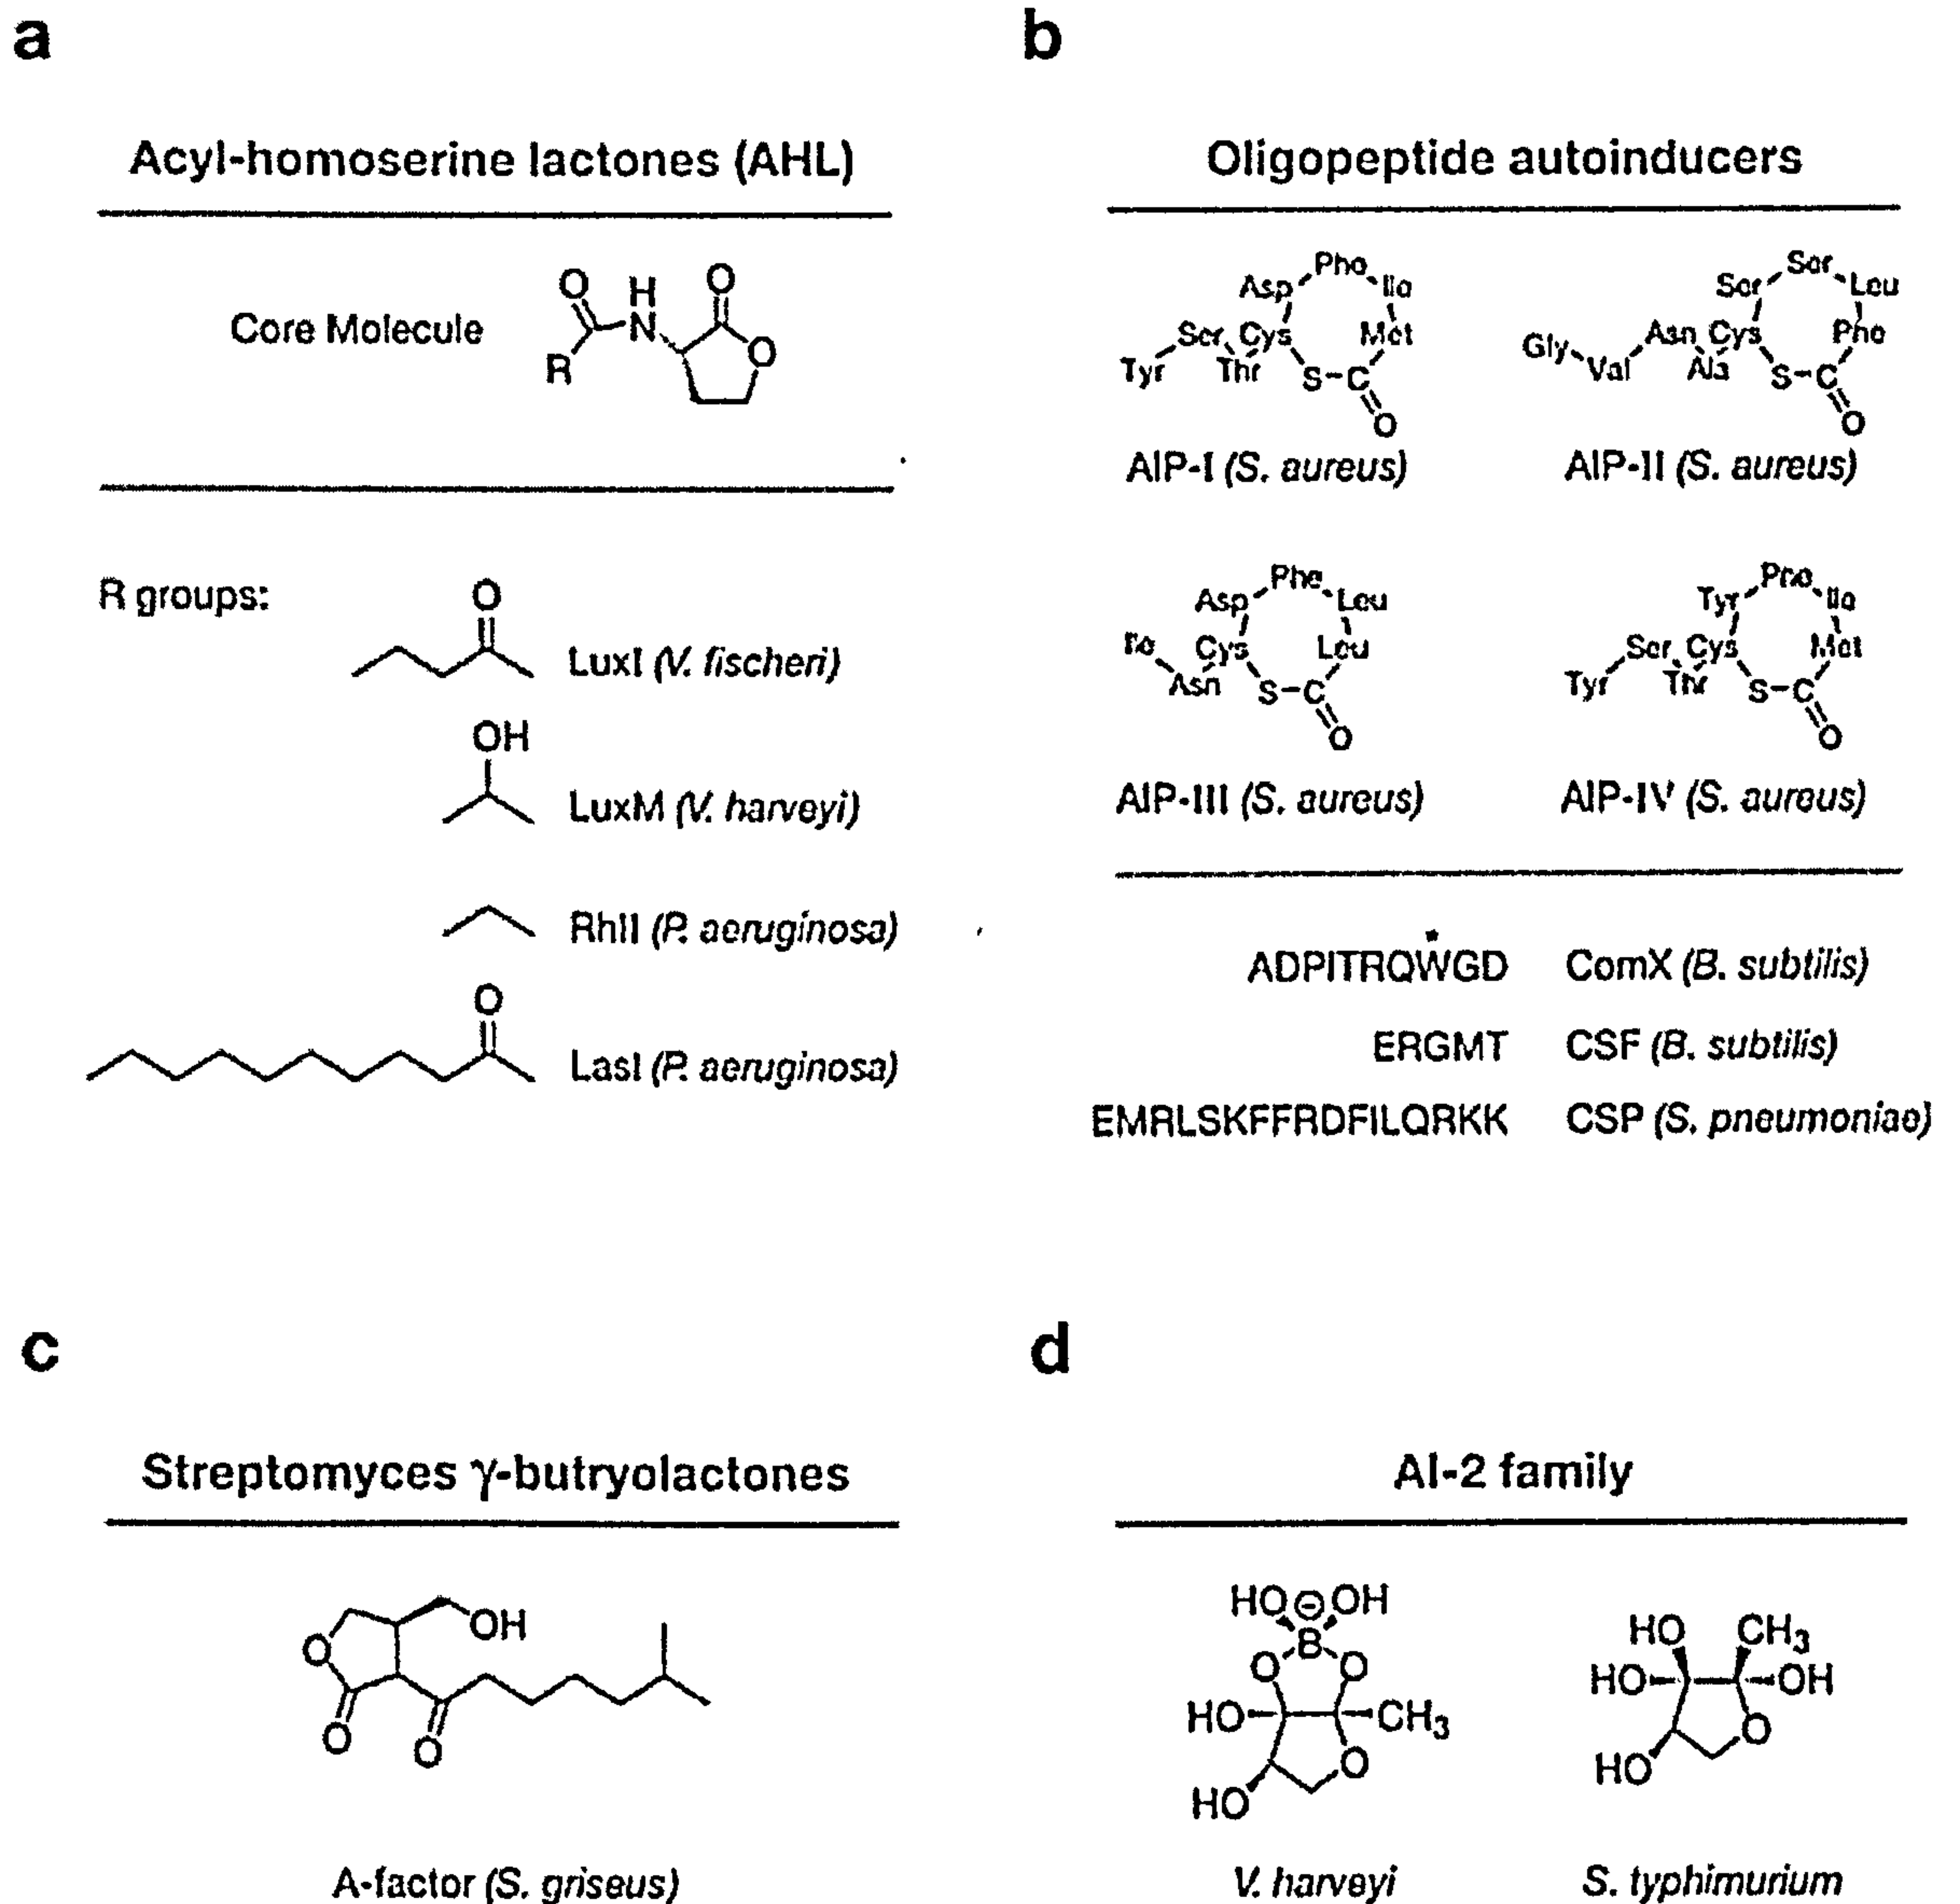 a
Acyl-homoserine lactones (AHL)
Core Molecule
O
H
N
O
O
R
R groups:
O
LuxI (V. fischeri)
OH
LuxM (V. harveyi)
RhlI (P. aeruginosa)
O
LasI (P. aeruginosa)
b
Oligopeptide autoinducers
Tyr Ser Thr Cys Asp Phe Ile Met
S-C
O
AIP-I (S. aureus)
Gly Val Asn Ala Cys Ser Ser Leu Phe
S-C
O
AIP-II (S. aureus)
Ile Asn Cys Asp Phe Leu Leu
S-C
O
AIP-III (S. aureus)
Tyr Ser Thr Cys Tyr Phe Ile Met
S-C
O
AIP-IV (S. aureus)
*
ADPITRQWGD ComX (B. subtilis)
ERGMT CSF (B. subtilis)
EMRLSKFFRDFILQRKK CSP (S. pneumoniae)
c
Streptomyces γ-butryolactones
OH
O
O
O
A-factor (S. griseus)
d
AI-2 family
HO ⊖ OH
B
O O
HO CH3
O
HO
V. harveyi
HO CH3
HO OH
O
HO
S. typhimurium